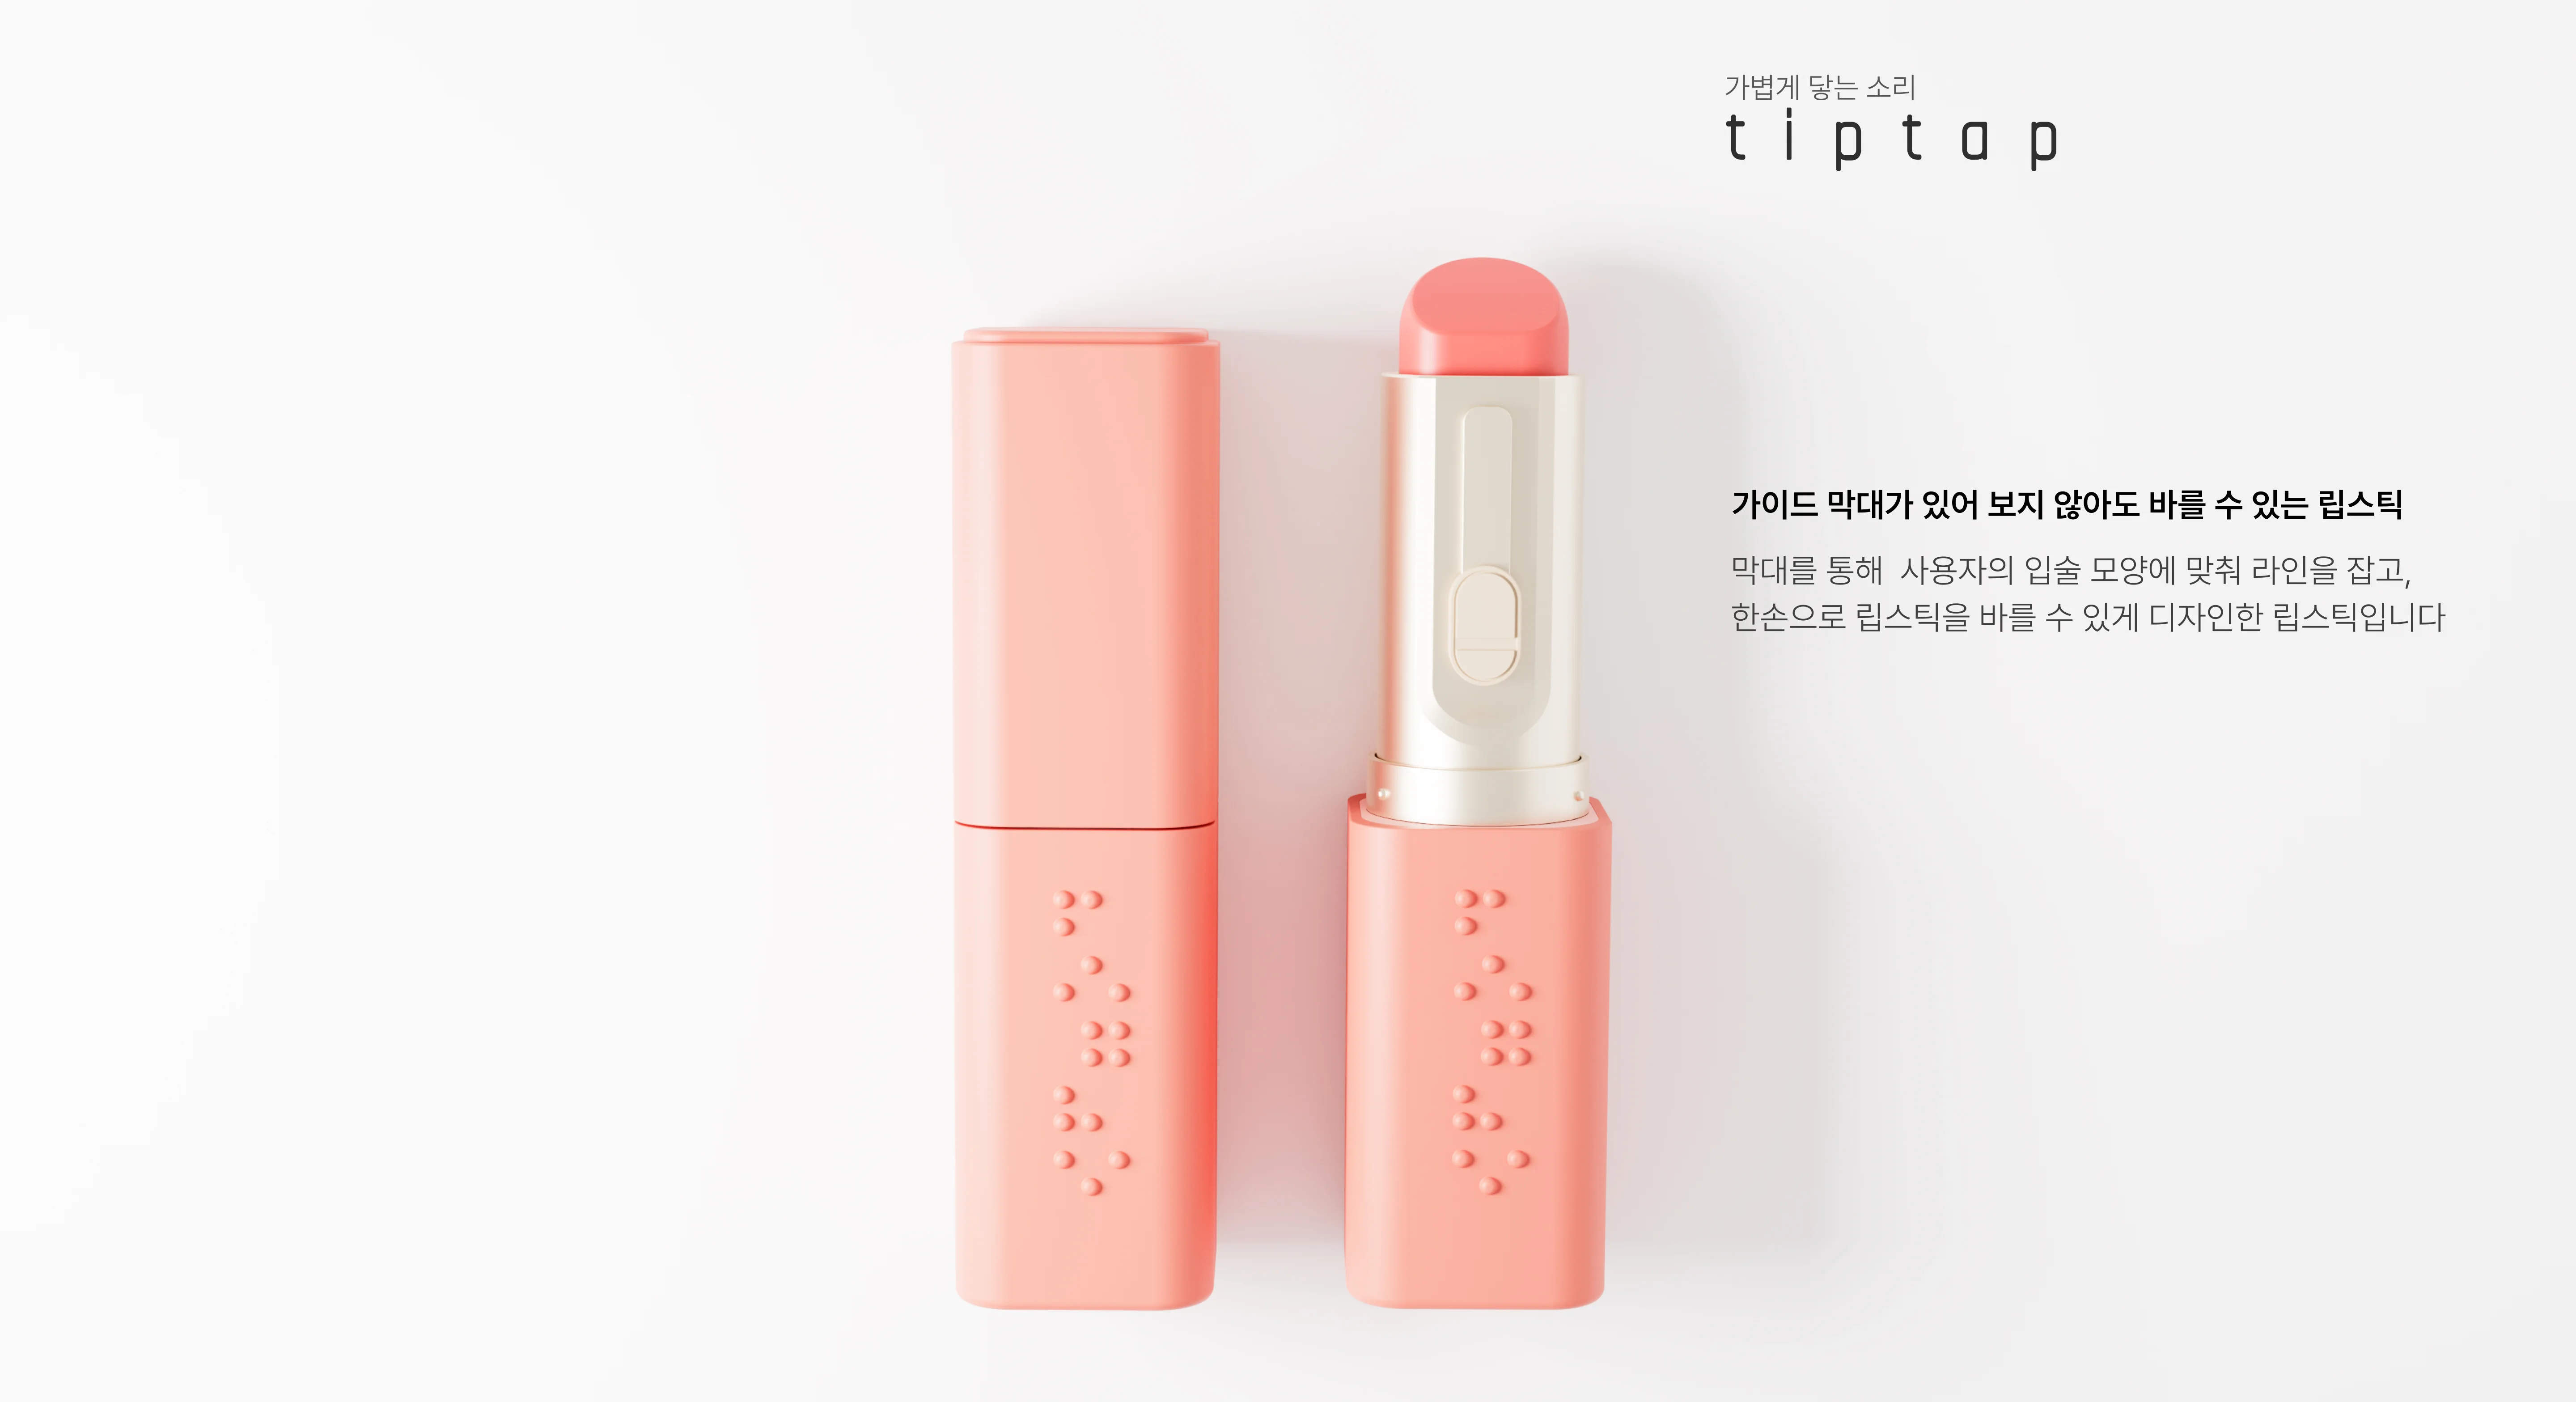 가볍게 닿는 소리
tiptap
가이드 막대가 있어 보지 않아도 바를 수 있는 립스틱
막대를 통해 사용자의 입술 모양에 맞춰 라인을 잡고,
한손으로 립스틱을 바를 수 있게 디자인한 립스틱입니다